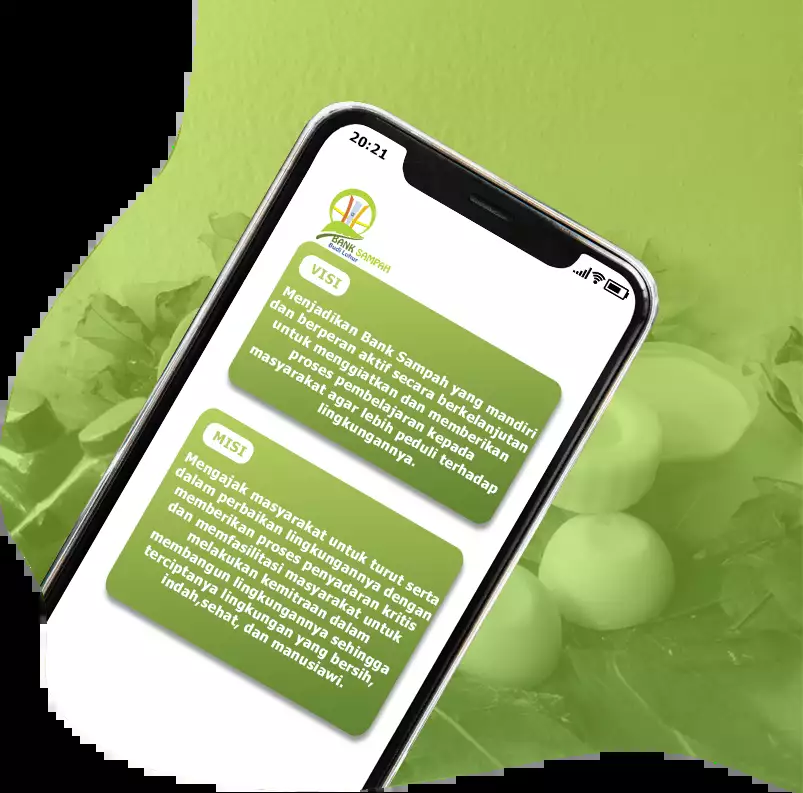 20:21
BANK SAMPAH
Budi Luhur
VISI
Menjadikan Bank Sampah yang mandiri
dan berperan aktif secara berkelanjutan
untuk menggiatkan dan memberikan
proses pembelajaran kepada
masyarakat agar lebih peduli terhadap
lingkungannya.
MISI
Mengajak masyarakat untuk turut serta
dalam perbaikan lingkungannya dengan
memberikan proses penyadaran kritis
dan memfasilitasi masyarakat untuk
melakukan kemitraan dalam
membangun lingkungannya sehingga
terciptanya lingkungan yang bersih,
indah,sehat, dan manusiawi.